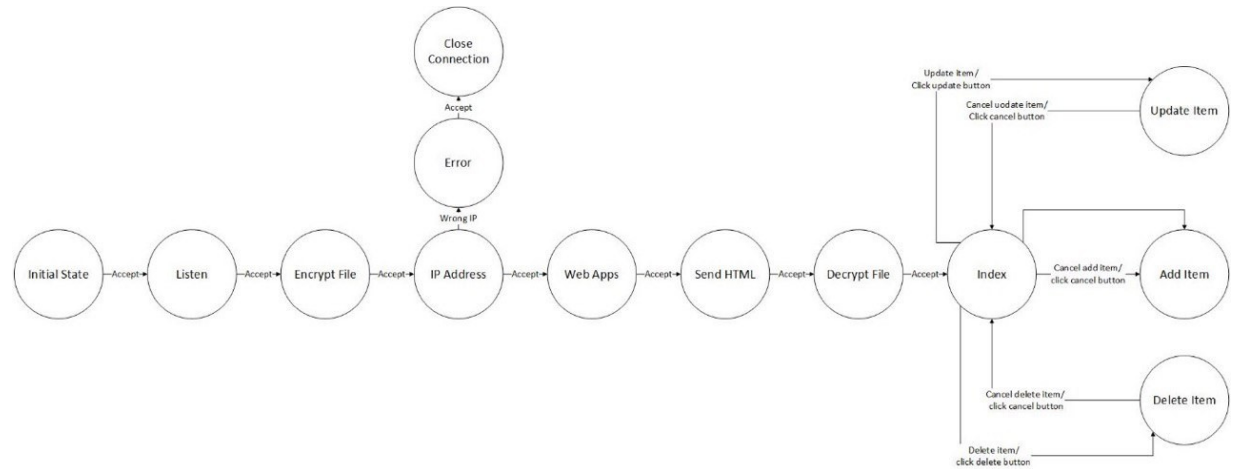 Close
Connection
Accept
Error
Wrong IP
Update Item/
Click update button
Cancel uodate item/
Click cancel button
Update Item
Initial State
Accept
Listen
Accept
Encrypt File
Accept
IP Address
Accept
Web Apps
Accept
Send HTML
Accept
Decrypt File
Accept
Index
Cancel add item/
click cancel button
Add Item
Cancel delete item/
click cancel button
Delete Item
Delete item/
click delete button